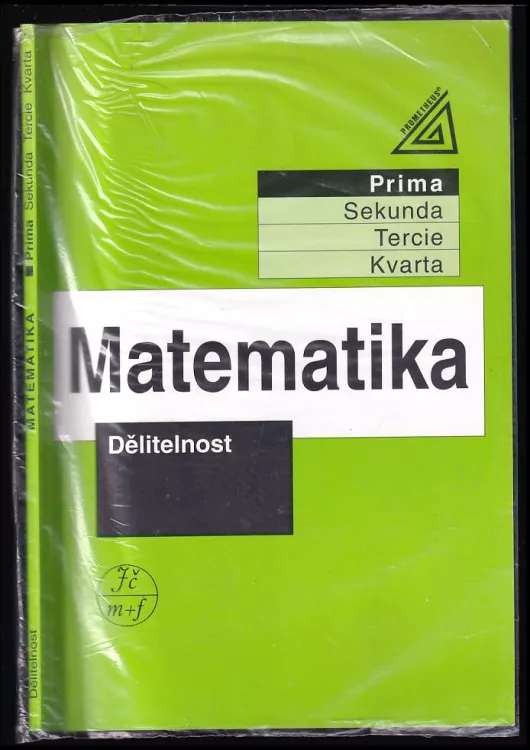 PROMETHEUS®
Prima
Sekunda
Tercie
Kvarta
Matematika
Dělitelnost
Jč
m+f
Dělitelnost MATEMATIKA ■ Prima Sekunda Tercie Kvarta